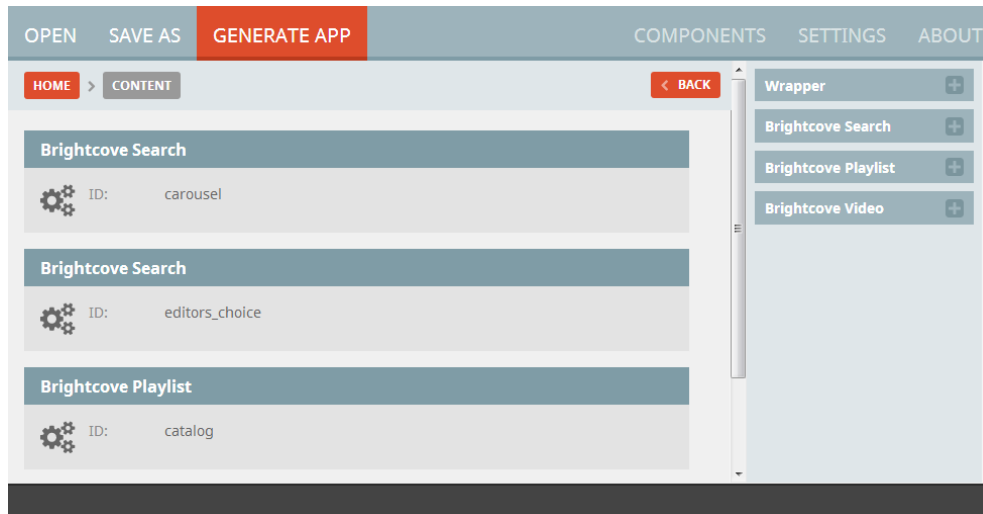 OPEN SAVE AS GENERATE APP COMPONENTS SETTINGS ABOUT
HOME > CONTENT < BACK
Brightcove Search
ID: carousel
Brightcove Search
ID: editors_choice
Brightcove Playlist
ID: catalog
Wrapper
Brightcove Search
Brightcove Playlist
Brightcove Video